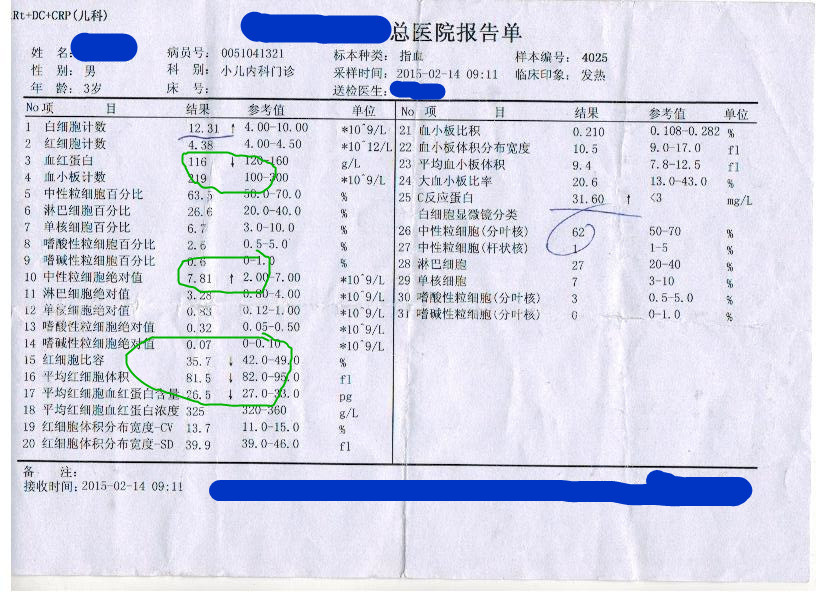 Rt+DC+CRP(儿科)
总医院报告单
姓 名: 病员号: 0051041321 标本种类: 指血 样本编号: 4025
性 别: 男 科 别: 小儿内科门诊 采样时间: 2015-02-14 09:11 临床印象: 发热
年 龄: 3岁 床 号: 送检医生:
No 项 目 结果 参考值 单位
1 白细胞计数 12.31 ↑ 4.00-10.00 *10^9/L
2 红细胞计数 4.38 4.00-4.50 *10^12/L
3 血红蛋白 116 ↓ 120-160 g/L
4 血小板计数 219 100-300 *10^9/L
5 中性粒细胞百分比 63.5 50.0-70.0 %
6 淋巴细胞百分比 26.6 20.0-40.0 %
7 单核细胞百分比 6.7 3.0-10.0 %
8 嗜酸性粒细胞百分比 2.6 0.5-5.0 %
9 嗜碱性粒细胞百分比 0.6 0-1.0 %
10 中性粒细胞绝对值 7.81 ↑ 2.00-7.00 *10^9/L
11 淋巴细胞绝对值 3.28 0.80-4.00 *10^9/L
12 单核细胞绝对值 0.83 0.12-1.00 *10^9/L
13 嗜酸性粒细胞绝对值 0.32 0.05-0.50 *10^9/L
14 嗜碱性粒细胞绝对值 0.07 0-0.10 *10^9/L
15 红细胞比容 35.7 ↓ 42.0-49.0 %
16 平均红细胞体积 81.5 ↓ 82.0-95.0 fl
17 平均红细胞血红蛋白含量 26.5 ↓ 27.0-33.0 pg
18 平均红细胞血红蛋白浓度 325 320-360 g/L
19 红细胞体积分布宽度-CV 13.7 11.0-15.0 %
20 红细胞体积分布宽度-SD 39.9 39.0-46.0 fl
No 项 目 结果 参考值 单位
21 血小板比积 0.210 0.108-0.282 %
22 血小板体积分布宽度 10.5 9.0-17.0 fl
23 平均血小板体积 9.4 7.8-12.5 fl
24 大血小板比率 20.6 13.0-43.0 %
25 C反应蛋白 31.60 ↑ <3 mg/L
白细胞显微镜分类
26 中性粒细胞(分叶核) 62 50-70 %
27 中性粒细胞(杆状核) 1 1-5 %
28 淋巴细胞 27 20-40 %
29 单核细胞 7 3-10 %
30 嗜酸性粒细胞(分叶核) 3 0.5-5.0 %
31 嗜碱性粒细胞(分叶核) 0 0-1.0 %
备 注:
接收时间: 2015-02-14 09:11